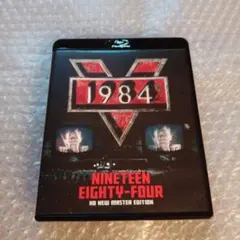 1984
NINETEEN
EIGHTY-FOUR
HD NEW MASTER EDITION